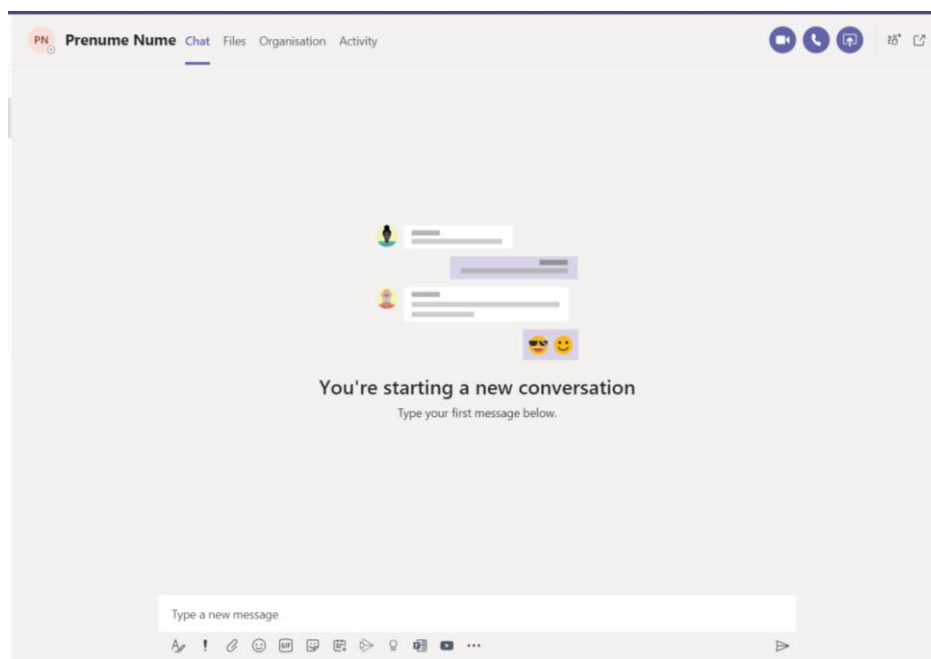 PN Prenume Nume Chat Files Organisation Activity
You're starting a new conversation
Type your first message below.
Type a new message
GIF